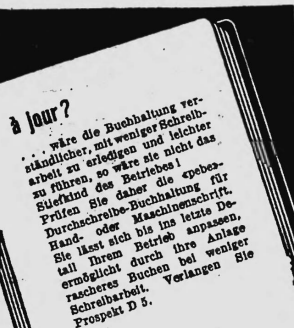 à jour?
. . . wäre die Buchhaltung ver-
ständlicher, mit weniger Schreib-
arbeit zu erledigen und leichter
zu führen, so wäre sie nicht das
Stiefkind des Betriebes!
Prüfen Sie daher die «pebes»
Durchschreibe-Buchhaltung für
Hand- oder Maschinenschrift.
Sie lässt sich bis ins letzte De-
tail Ihrem Betrieb anpassen,
ermöglicht durch ihre Anlage
rascheres Buchen bei weniger
Schreibarbeit. Verlangen Sie
Prospekt D 5.